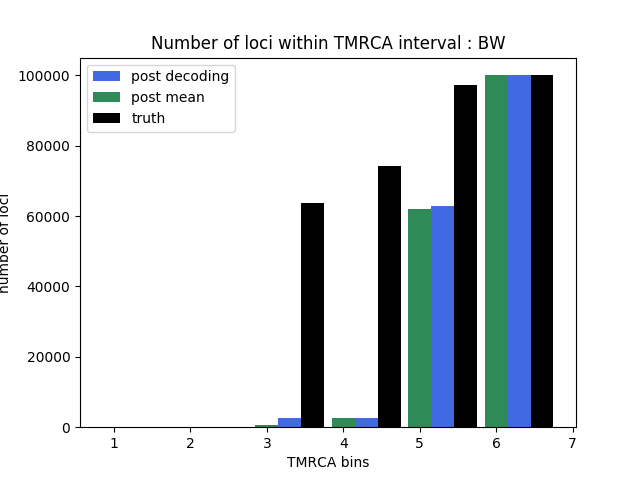 Number of loci within TMRCA interval : BW
post decoding
post mean
truth
100000
80000
60000
40000
20000
0
number of loci
1 2 3 4 5 6 7
TMRCA bins